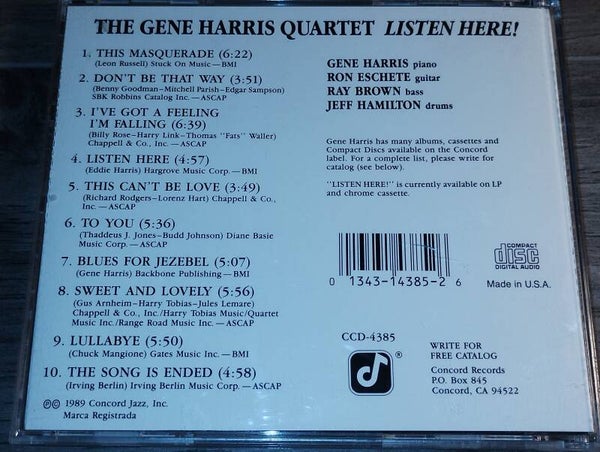 THE GENE HARRIS QUARTET LISTEN HERE!
1. THIS MASQUERADE (6:22)
(Leon Russell) Stuck On Music—BMI
2. DON'T BE THAT WAY (3:51)
(Benny Goodman—Mitchell Parish—Edgar Sampson)
SBK Robbins Catalog Inc.—ASCAP
3. I'VE GOT A FEELING
I'M FALLING (6:39)
(Billy Rose—Harry Link—Thomas "Fats" Waller)
Chappell & Co., Inc.—ASCAP
4. LISTEN HERE (4:57)
(Eddie Harris) Hargrove Music Corp.—BMI
5. THIS CAN'T BE LOVE (3:49)
(Richard Rodgers—Lorenz Hart) Chappell & Co.,
Inc.—ASCAP
6. TO YOU (5:36)
(Thaddeus J. Jones—Budd Johnson) Diane Basie
Music Corp.—ASCAP
7. BLUES FOR JEZEBEL (5:07)
(Gene Harris) Backbone Publishing—BMI
8. SWEET AND LOVELY (5:56)
(Gus Arnheim—Harry Tobias—Jules Lemare)
Chappell & Co., Inc./Harry Tobias Music/Quartet
Music Inc./Range Road Music Inc.—ASCAP
9. LULLABYE (5:50)
(Chuck Mangione) Gates Music Inc.—BMI
10. THE SONG IS ENDED (4:58)
(Irving Berlin) Irving Berlin Music Corp.—ASCAP
℗© 1989 Concord Jazz, Inc.
Marca Registrada
GENE HARRIS piano
RON ESCHETE guitar
RAY BROWN bass
JEFF HAMILTON drums
Gene Harris has many albums, cassettes and
Compact Discs available on the Concord
label. For a complete list, please write for
catalog (see below).
"LISTEN HERE!" is currently available on LP
and chrome cassette.
0 1343-14385-2 6
COMPACT
disc
DIGITAL AUDIO
Made in U.S.A.
CCD-4385
®
WRITE FOR
FREE CATALOG
Concord Records
P.O. Box 845
Concord, CA 94522